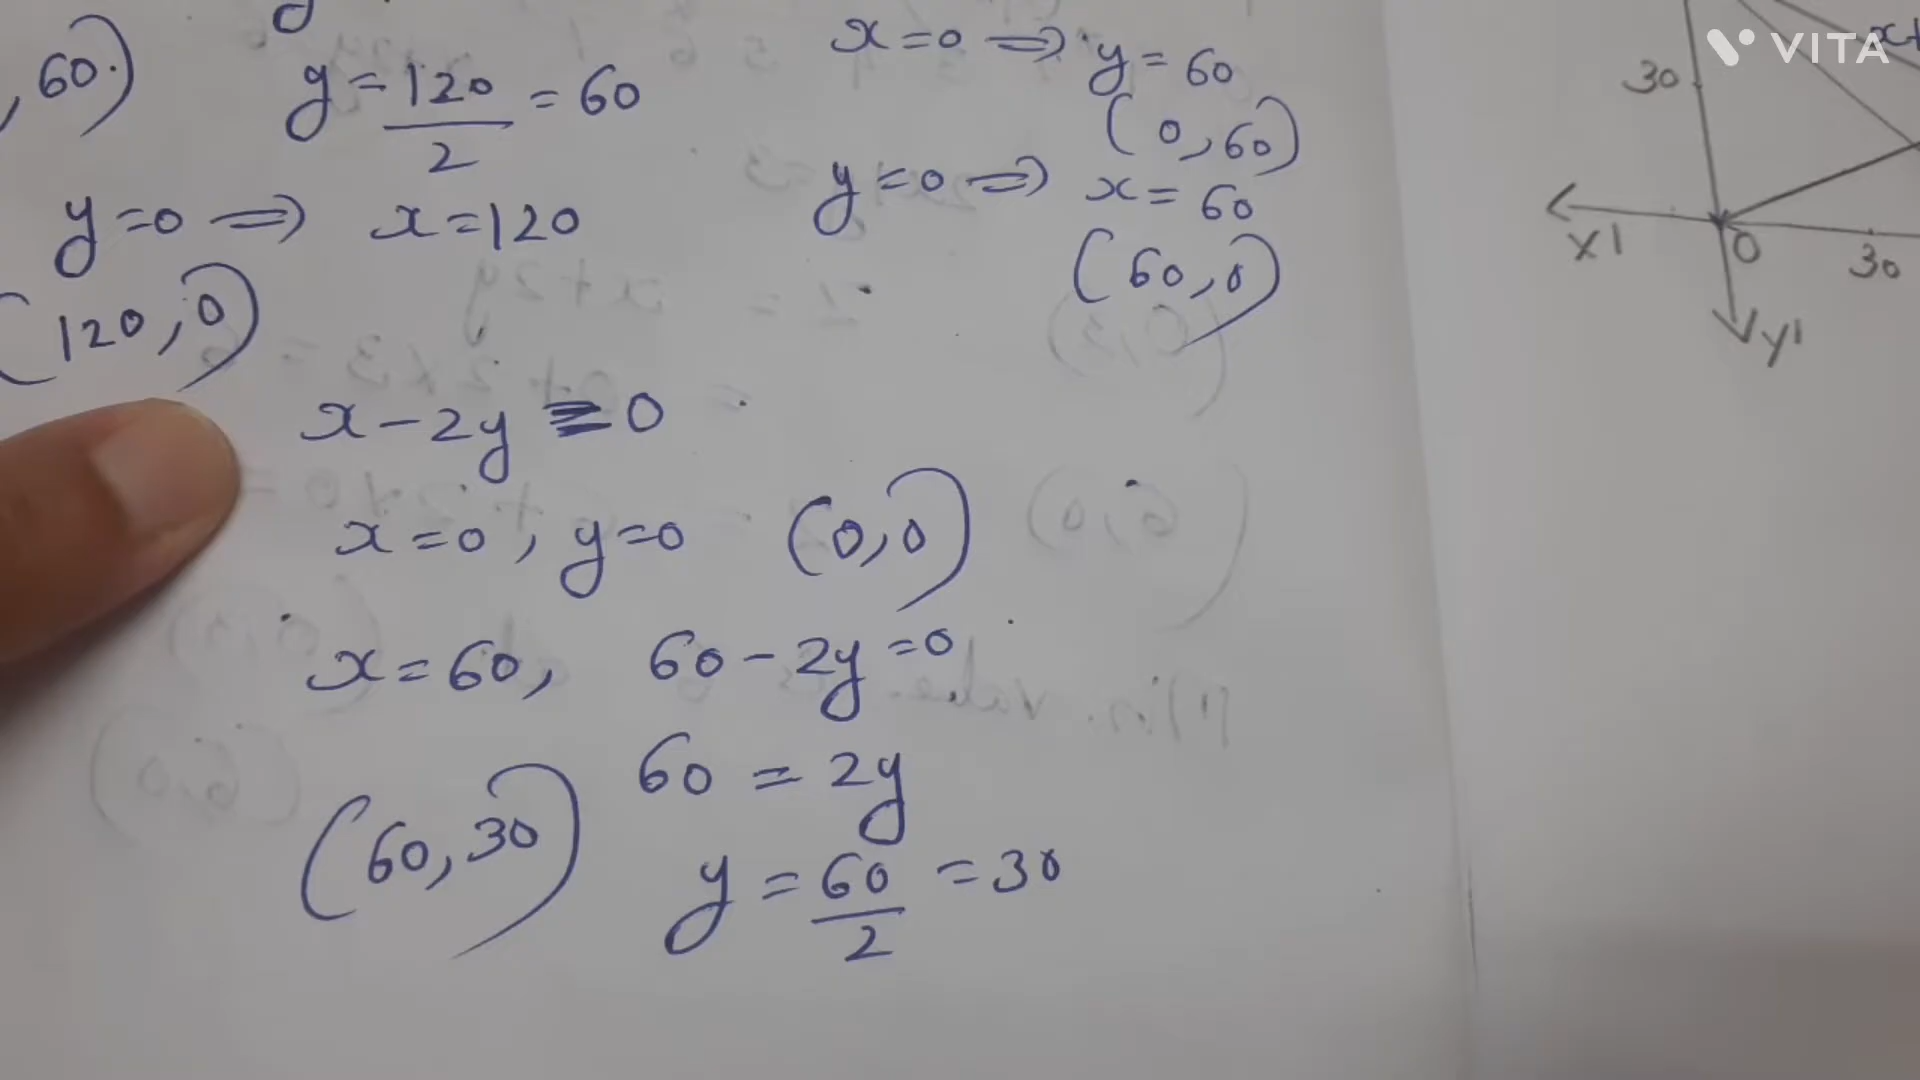 , 60)
y = 120/2 = 60
y=0 ⇒ x=120
(120, 0)
x=0 ⇒ y = 60
(0, 60)
y=0 ⇒ x = 60
(60, 0)
x - 2y = 0
x=0, y=0 (0,0)
x = 60, 60 - 2y = 0
60 = 2y
(60, 30)
y = 60/2 = 30
VITA
x+
30
X'
O
30
Y'